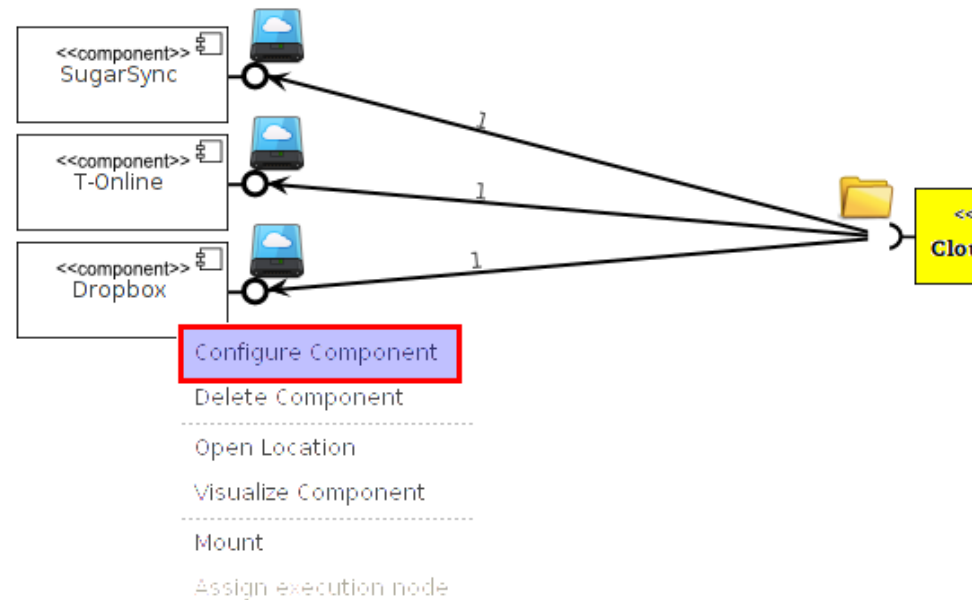 <<component>>
SugarSync
1
<<component>>
T-Online
1
<<
Clou
<<component>>
Dropbox
1
Configure Component
Delete Component
Open Location
Visualize Component
Mount
Assign execution node